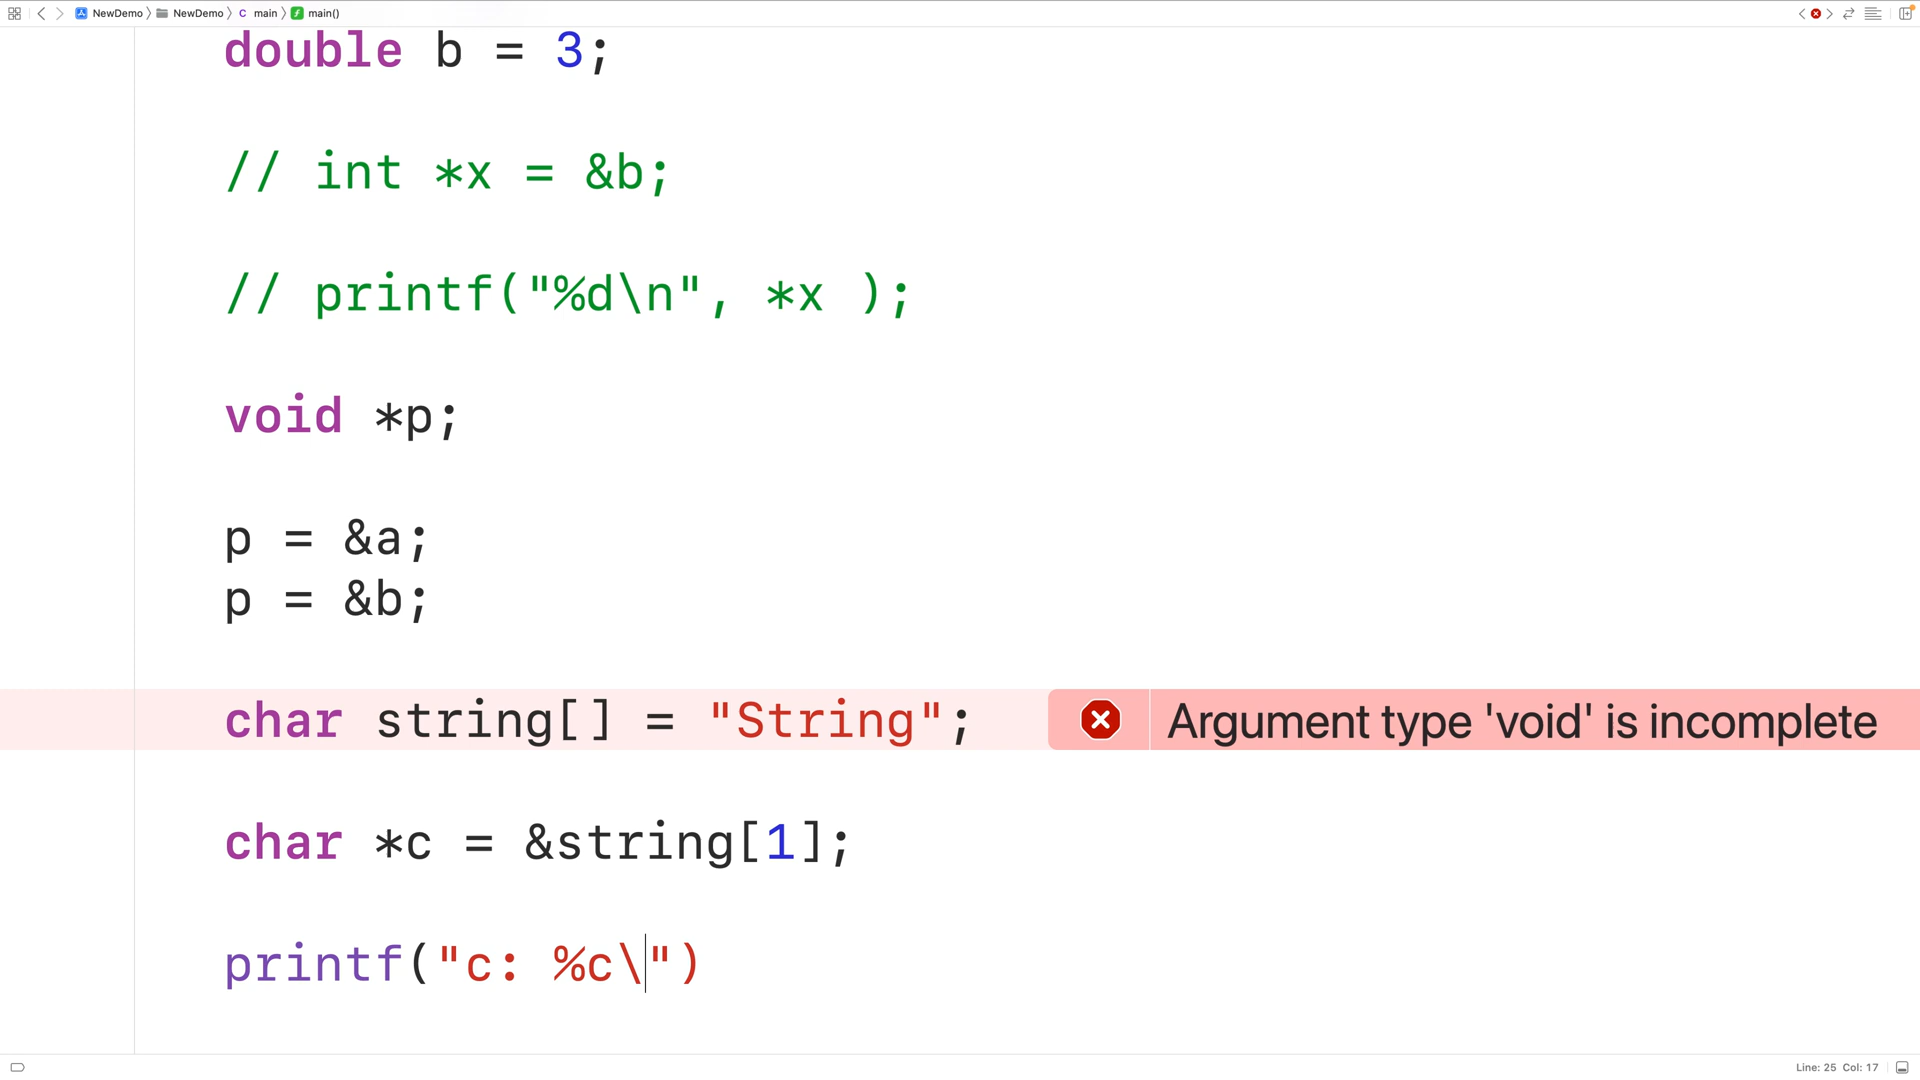 NewDemo NewDemo C main f main()
double b = 3;
// int *x = &b;
// printf("%d\n", *x );
void *p;
p = &a;
p = &b;
char string[] = "String"; Argument type 'void' is incomplete
char *c = &string[1];
printf("c: %c\")
Line: 25 Col: 17